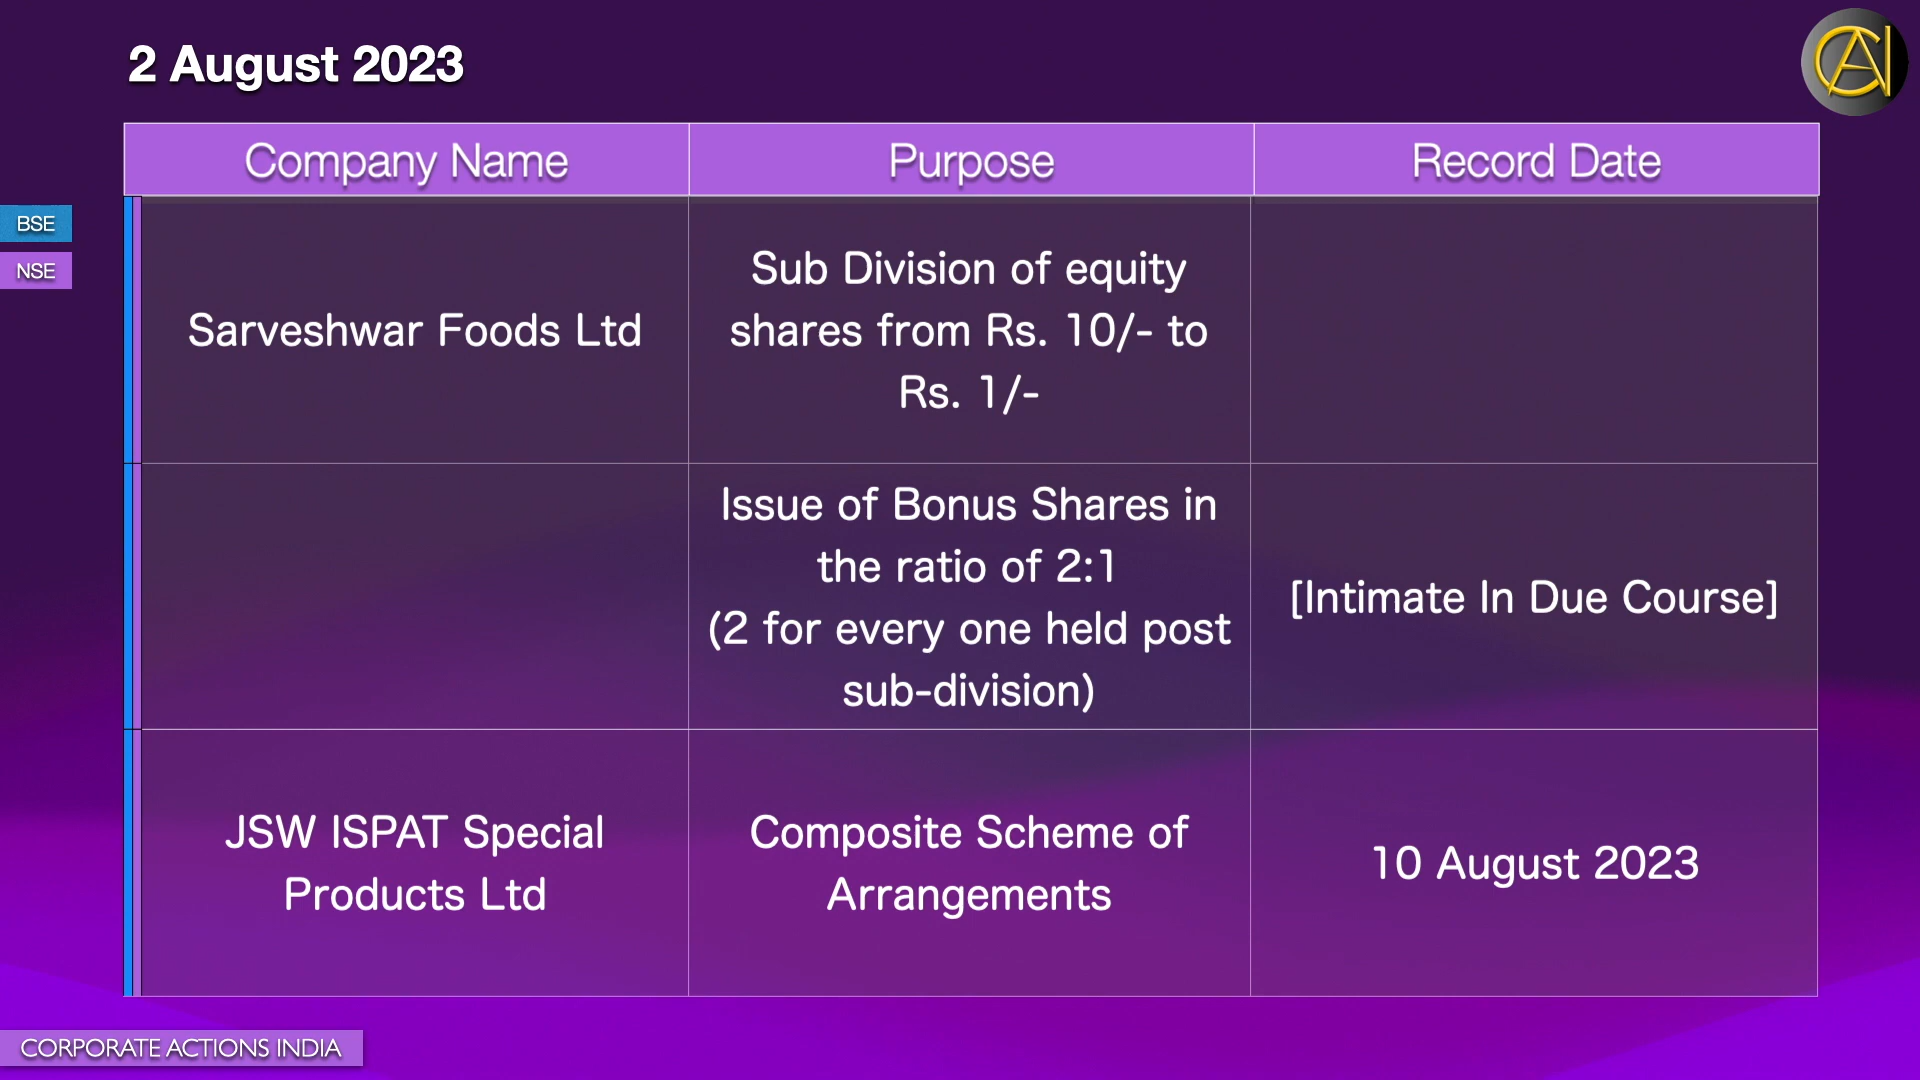 2 August 2023
CAI
Company Name
Purpose
Record Date
BSE
NSE
Sarveshwar Foods Ltd
Sub Division of equity
shares from Rs. 10/- to
Rs. 1/-
Issue of Bonus Shares in
the ratio of 2:1
(2 for every one held post
sub-division)
[Intimate In Due Course]
JSW ISPAT Special
Products Ltd
Composite Scheme of
Arrangements
10 August 2023
CORPORATE ACTIONS INDIA